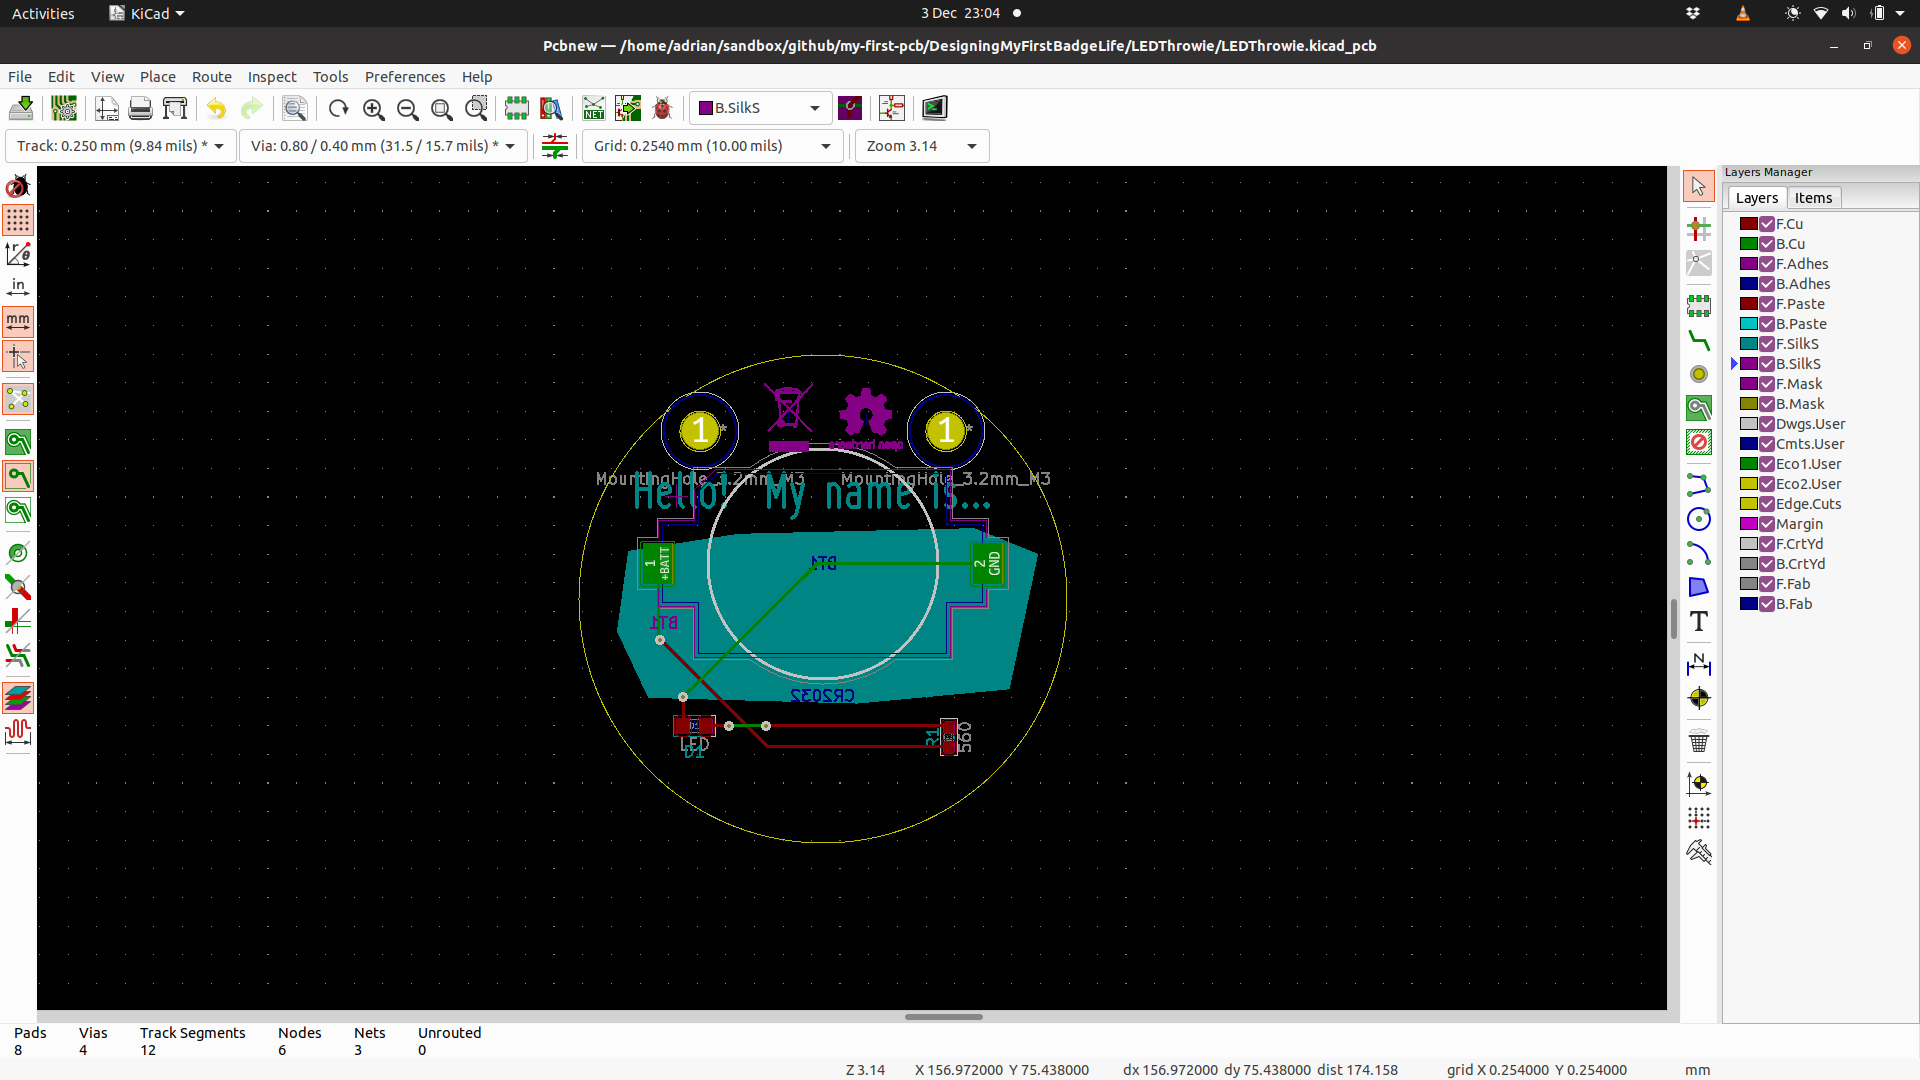 Activities KiCad 3 Dec 23:04
Pcbnew — /home/adrian/sandbox/github/my-first-pcb/DesigningMyFirstBadgeLife/LEDThrowie/LEDThrowie.kicad_pcb
File Edit View Place Route Inspect Tools Preferences Help
NET B.SilkS
Track: 0.250 mm (9.84 mils) * Via: 0.80 / 0.40 mm (31.5 / 15.7 mils) * Grid: 0.2540 mm (10.00 mils) Zoom 3.14
in
mm
1 * 1 *
open hardware
MountingHole_3.2mm_M3 MountingHole_3.2mm_M3
Hello! My name is...
1 +BATT BT1 2 GND
BT1
CR2032
LED
D1
R1 560
Layers Manager
Layers Items
F.Cu
B.Cu
F.Adhes
B.Adhes
F.Paste
B.Paste
F.SilkS
B.SilkS
F.Mask
B.Mask
Dwgs.User
Cmts.User
Eco1.User
Eco2.User
Edge.Cuts
Margin
F.CrtYd
B.CrtYd
F.Fab
B.Fab
T
N
Pads Vias Track Segments Nodes Nets Unrouted
8 4 12 6 3 0
Z 3.14 X 156.972000 Y 75.438000 dx 156.972000 dy 75.438000 dist 174.158 grid X 0.254000 Y 0.254000 mm